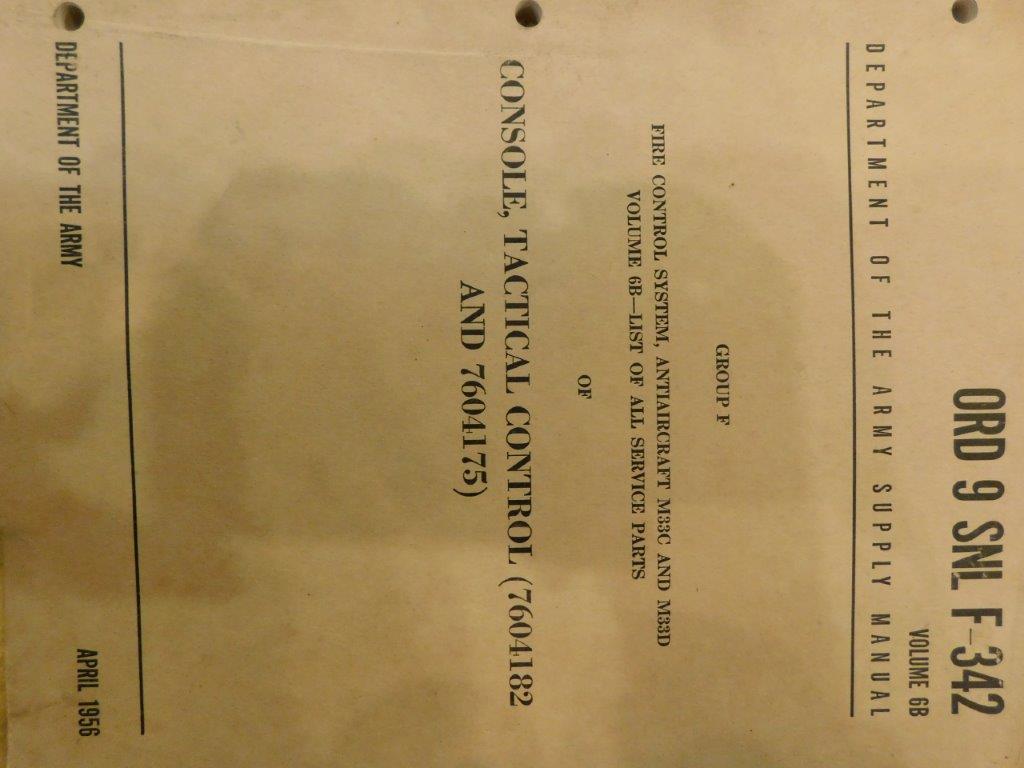 ORD 9 SNL F-342
VOLUME 6B
DEPARTMENT OF THE ARMY SUPPLY MANUAL
GROUP F
FIRE CONTROL SYSTEM, ANTIAIRCRAFT M33C AND M33D
VOLUME 6B—LIST OF ALL SERVICE PARTS
OF
CONSOLE, TACTICAL CONTROL (7604182
AND 7604175)
DEPARTMENT OF THE ARMY APRIL 1956